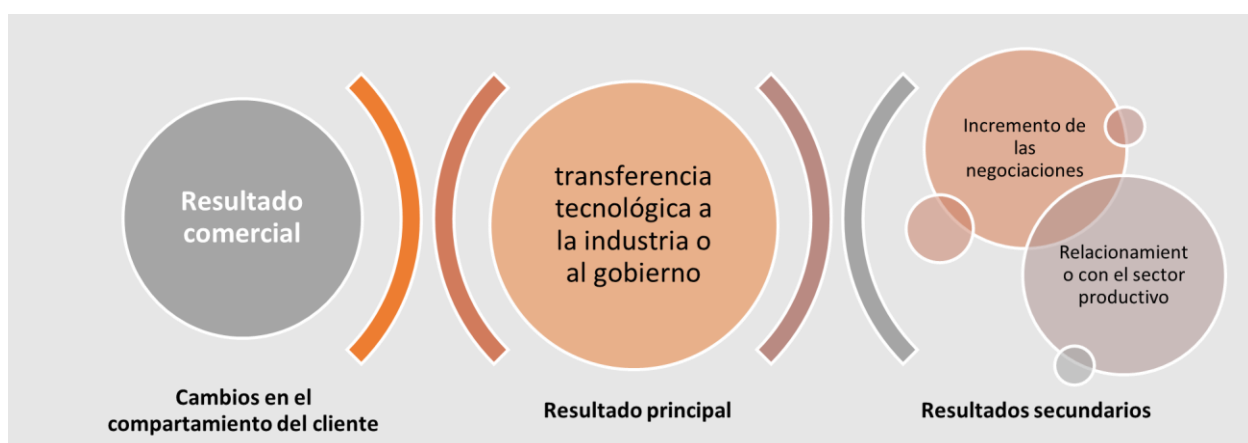 Resultado
comercial
transferencia
tecnológica a
la industria o
al gobierno
Incremento de
las
negociaciones
Relacionamient
o con el sector
productivo
Cambios en el
compartamiento del cliente
Resultado principal
Resultados secundarios